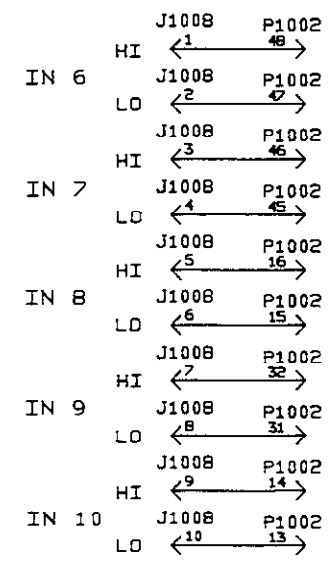 J1008 P1002
HI 1 48
IN 6 J1008 P1002
LO 2 47
J1008 P1002
HI 3 46
IN 7 J1008 P1002
LO 4 45
J1008 P1002
HI 5 16
IN 8 J1008 P1002
LO 6 15
J1008 P1002
HI 7 32
IN 9 J1008 P1002
LO 8 31
J1008 P1002
HI 9 14
IN 10 J1008 P1002
LO 10 13